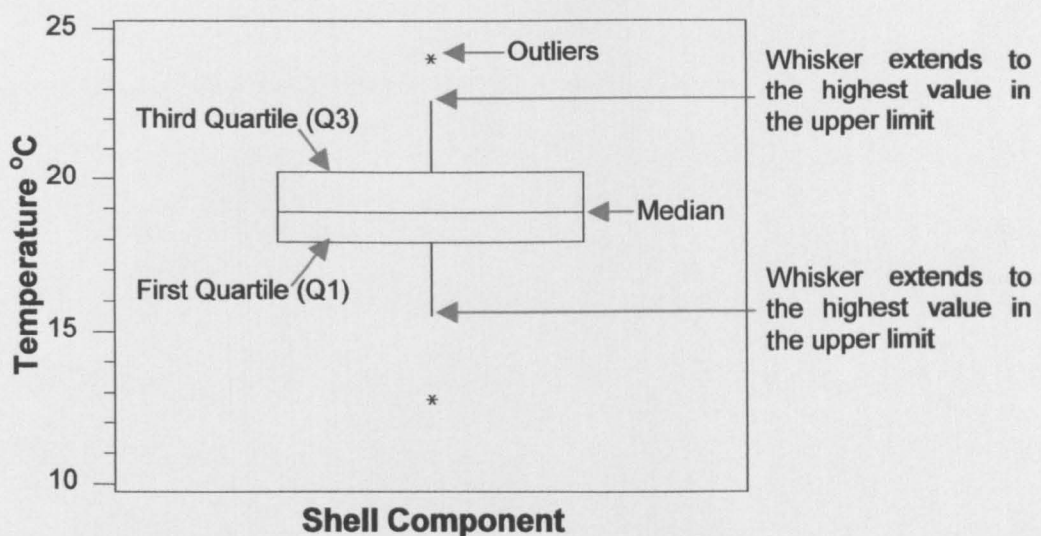 25
Outliers
Whisker extends to
the highest value in
the upper limit
Third Quartile (Q3)
20
Median
First Quartile (Q1)
Whisker extends to
the highest value in
the upper limit
15
10
Temperature °C
Shell Component